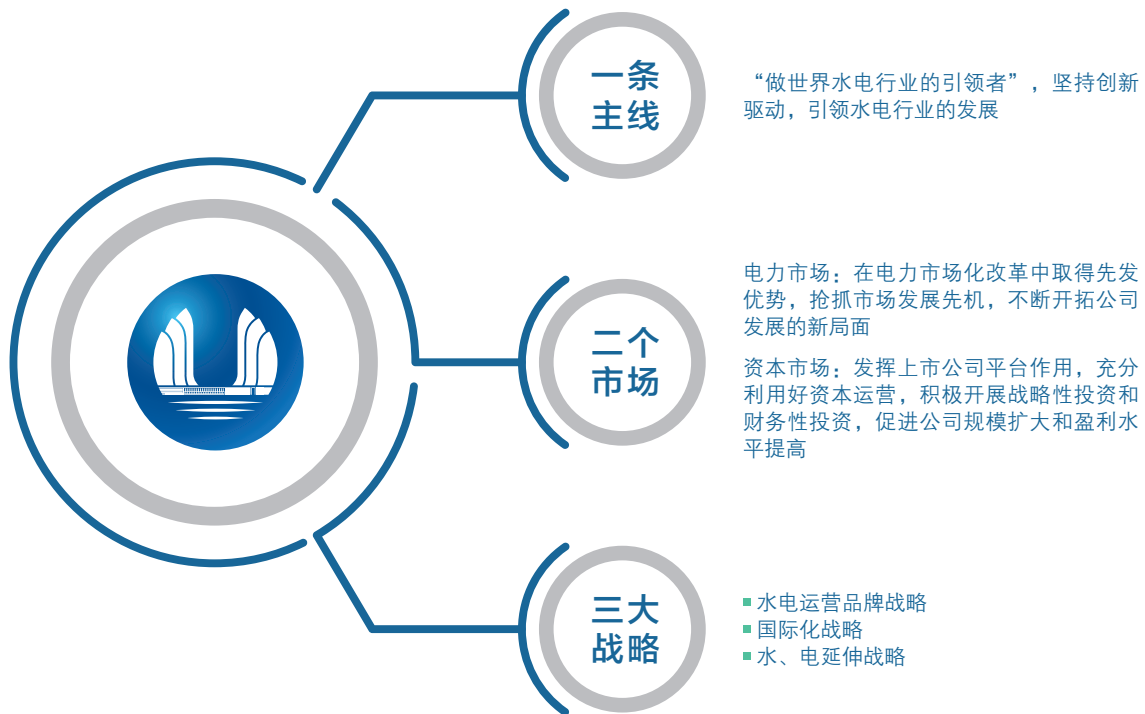 一条
主线
“做世界水电行业的引领者”，坚持创新
驱动，引领水电行业的发展
二个
市场
电力市场：在电力市场化改革中取得先发
优势，抢抓市场发展先机，不断开拓公司
发展的新局面
资本市场：发挥上市公司平台作用，充分
利用好资本运营，积极开展战略性投资和
财务性投资，促进公司规模扩大和盈利水
平提高
三大
战略
水电运营品牌战略
国际化战略
水、电延伸战略